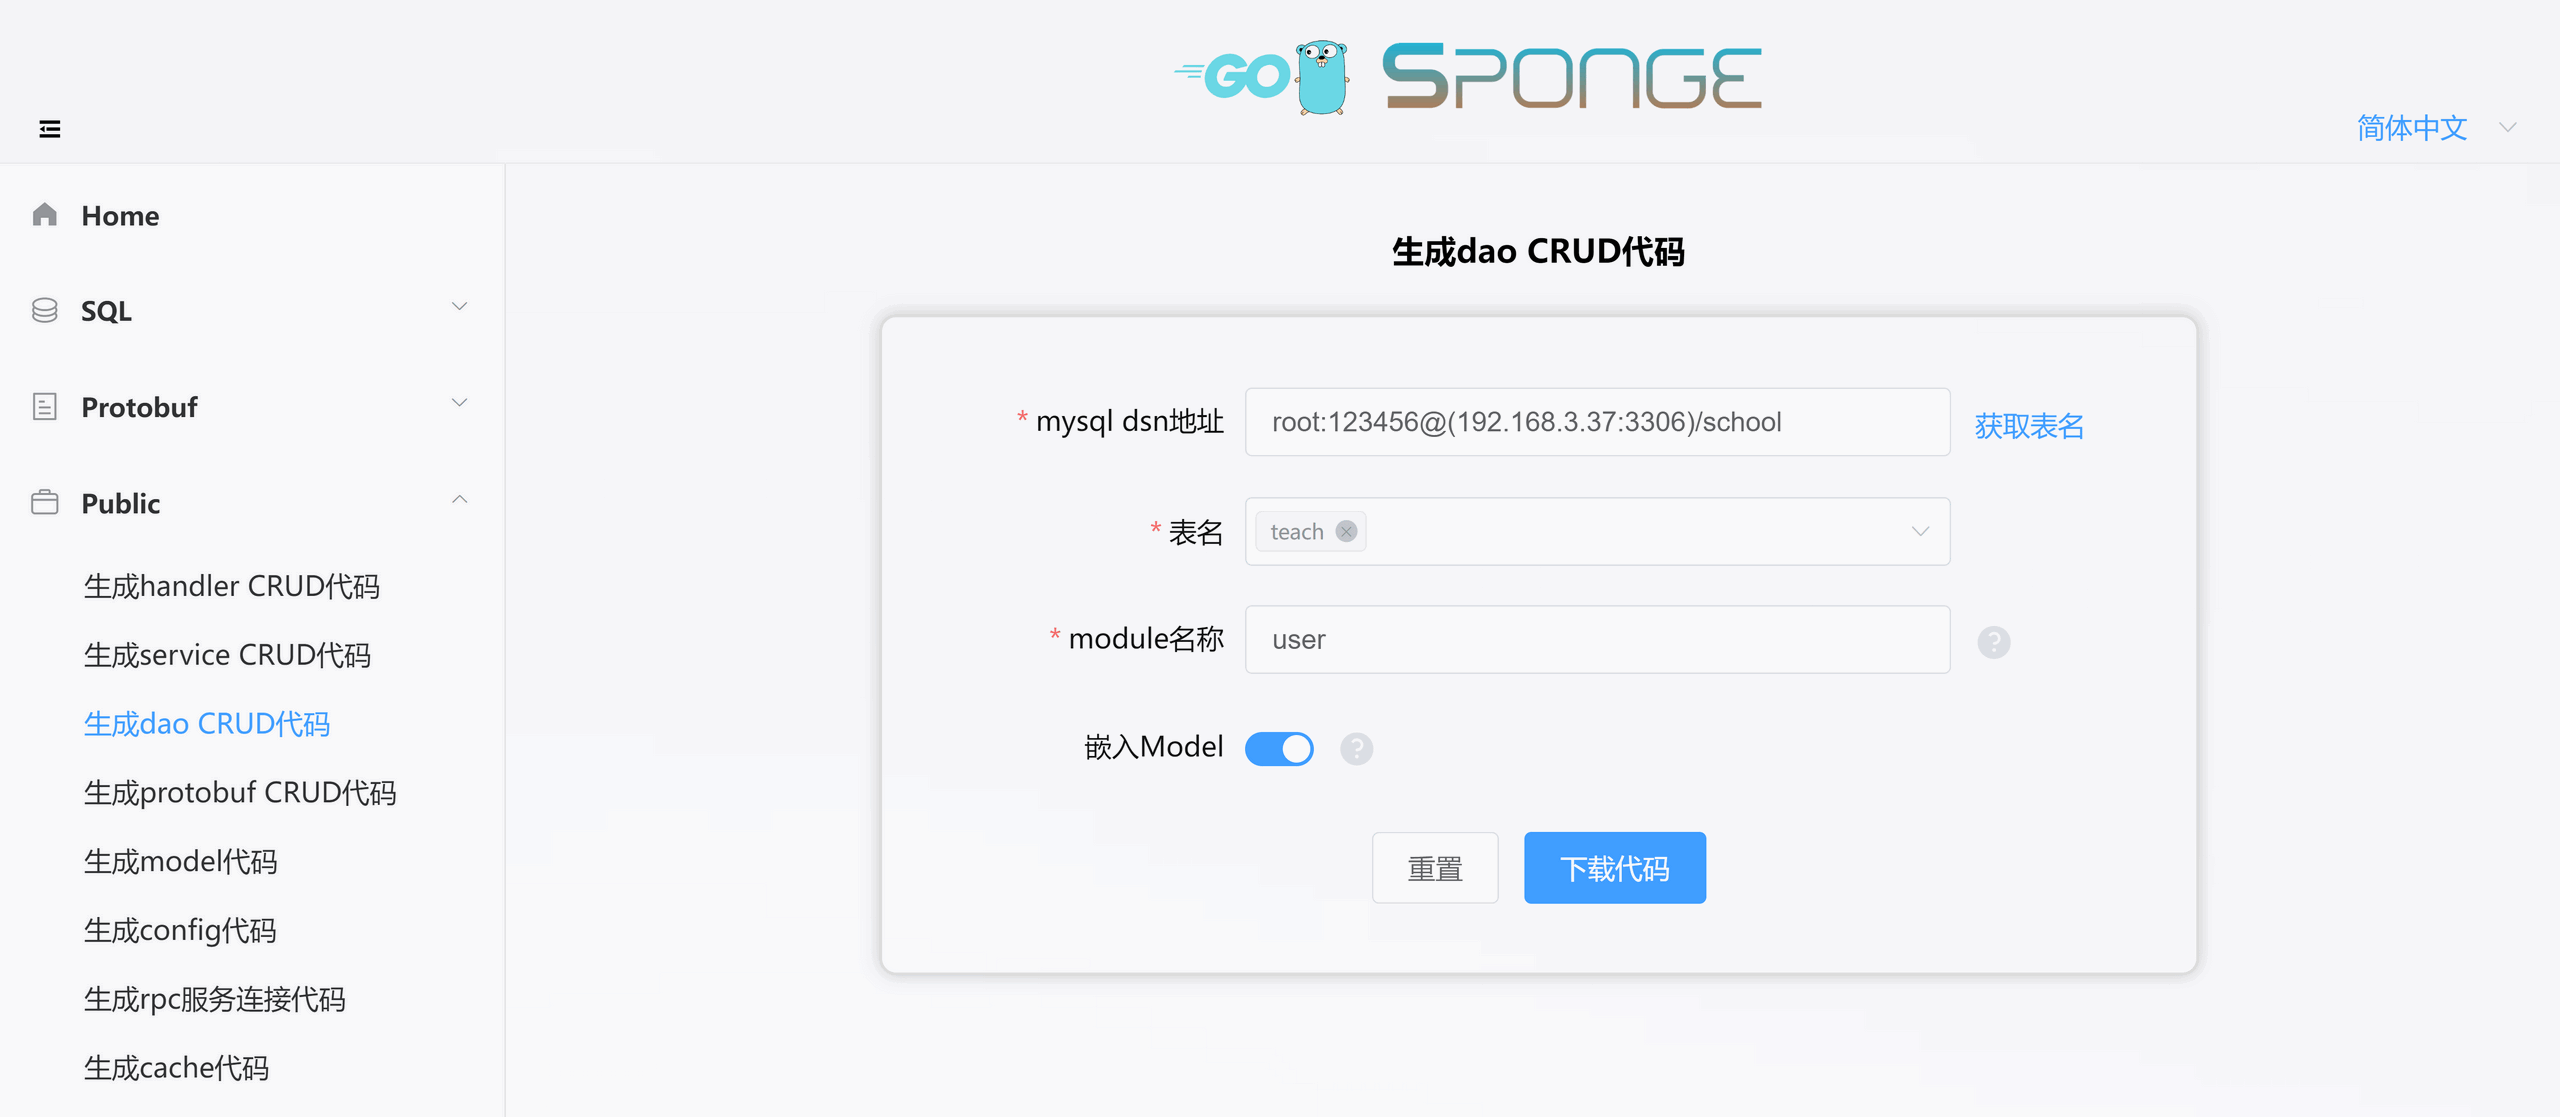 GO SPONGE
简体中文
Home
SQL
Protobuf
Public
生成handler CRUD代码
生成service CRUD代码
生成dao CRUD代码
生成protobuf CRUD代码
生成model代码
生成config代码
生成rpc服务连接代码
生成cache代码
生成dao CRUD代码
* mysql dsn地址 root:123456@(192.168.3.37:3306)/school 获取表名
* 表名 teach
* module名称 user ?
嵌入Model ?
重置 下载代码